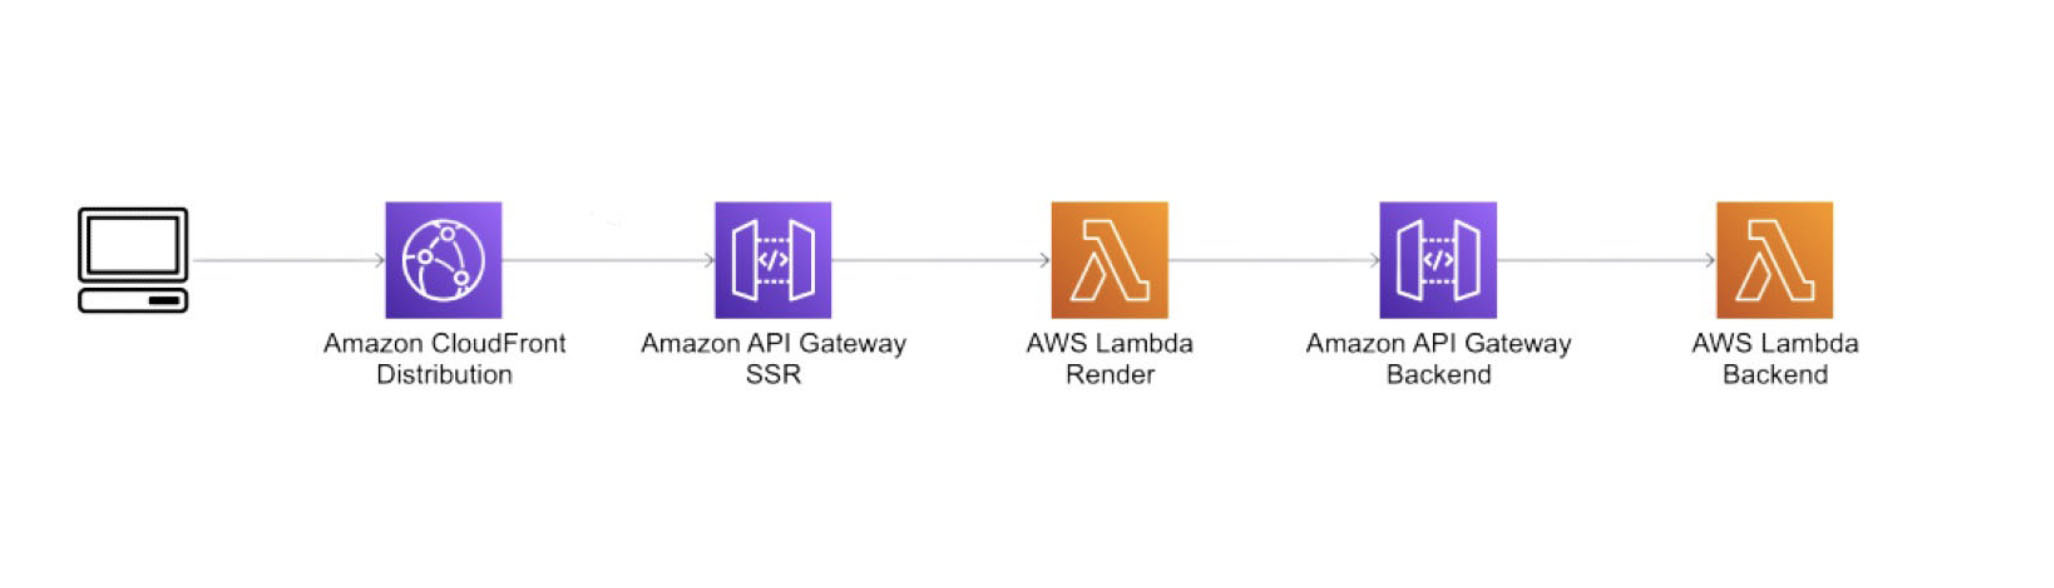 Amazon CloudFront
Distribution
Amazon API Gateway
SSR
AWS Lambda
Render
Amazon API Gateway
Backend
AWS Lambda
Backend